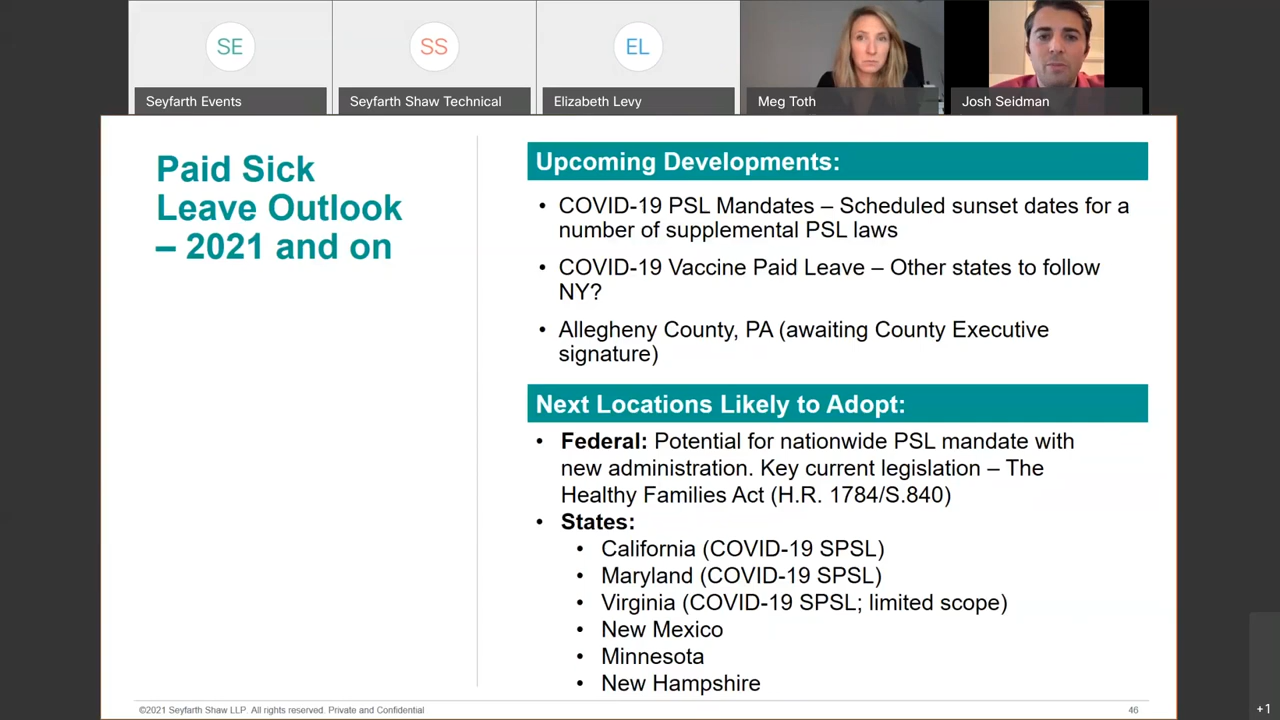 SE
SS
EL
Seyfarth Events
Seyfarth Shaw Technical
Elizabeth Levy
Meg Toth
Josh Seidman
Paid Sick
Leave Outlook
– 2021 and on
Upcoming Developments:
• COVID-19 PSL Mandates – Scheduled sunset dates for a
number of supplemental PSL laws
• COVID-19 Vaccine Paid Leave – Other states to follow
NY?
• Allegheny County, PA (awaiting County Executive
signature)
Next Locations Likely to Adopt:
• Federal: Potential for nationwide PSL mandate with
new administration. Key current legislation – The
Healthy Families Act (H.R. 1784/S.840)
• States:
• California (COVID-19 SPSL)
• Maryland (COVID-19 SPSL)
• Virginia (COVID-19 SPSL; limited scope)
• New Mexico
• Minnesota
• New Hampshire
©2021 Seyfarth Shaw LLP. All rights reserved. Private and Confidential
46
+1